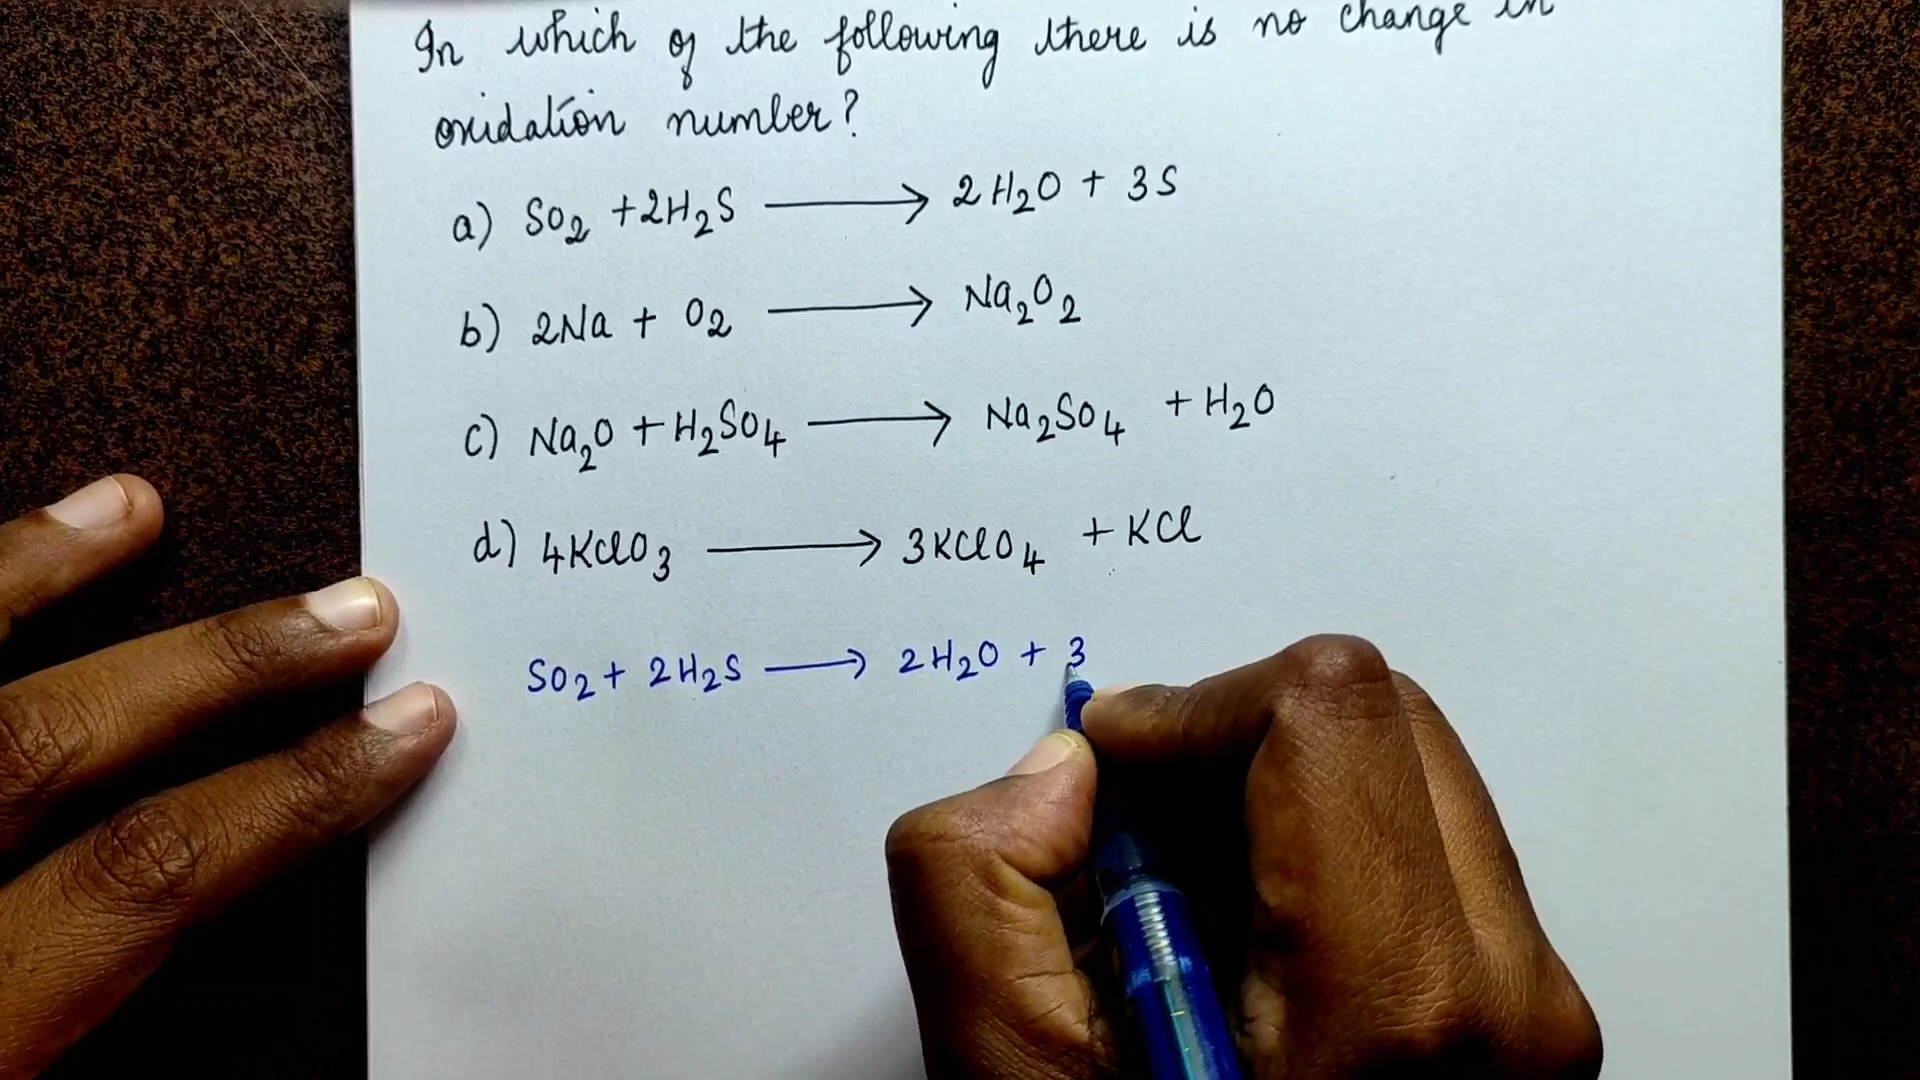 In which of the following there is no change in
oxidation number?
a) SO₂ + 2H₂S ⟶ 2H₂O + 3S
b) 2Na + O₂ ⟶ Na₂O₂
c) Na₂O + H₂SO₄ ⟶ Na₂SO₄ + H₂O
d) 4KClO₃ ⟶ 3KClO₄ + KCl
SO₂ + 2H₂S ⟶ 2H₂O + 3